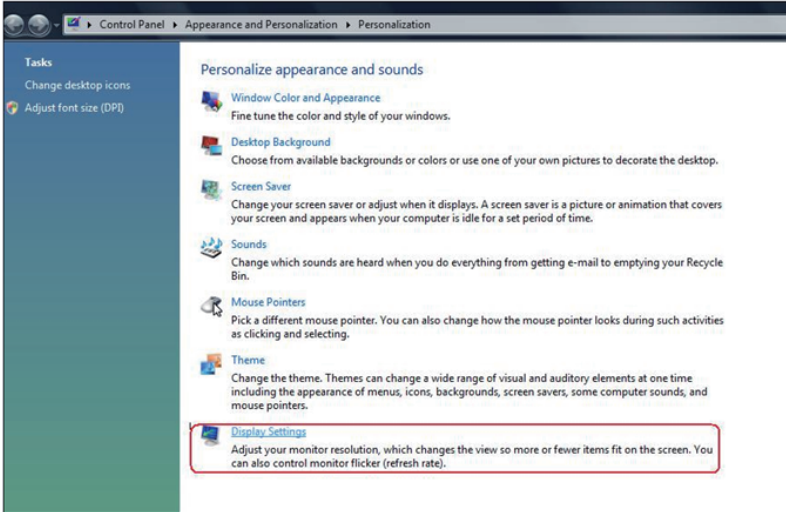 Control Panel ▸ Appearance and Personalization ▸ Personalization
Tasks
Change desktop icons
Adjust font size (DPI)
Personalize appearance and sounds
Window Color and Appearance
Fine tune the color and style of your windows.
Desktop Background
Choose from available backgrounds or colors or use one of your own pictures to decorate the desktop.
Screen Saver
Change your screen saver or adjust when it displays. A screen saver is a picture or animation that covers
your screen and appears when your computer is idle for a set period of time.
Sounds
Change which sounds are heard when you do everything from getting e-mail to emptying your Recycle
Bin.
Mouse Pointers
Pick a different mouse pointer. You can also change how the mouse pointer looks during such activities
as clicking and selecting.
Theme
Change the theme. Themes can change a wide range of visual and auditory elements at one time
including the appearance of menus, icons, backgrounds, screen savers, some computer sounds, and
mouse pointers.
Display Settings
Adjust your monitor resolution, which changes the view so more or fewer items fit on the screen. You
can also control monitor flicker (refresh rate).